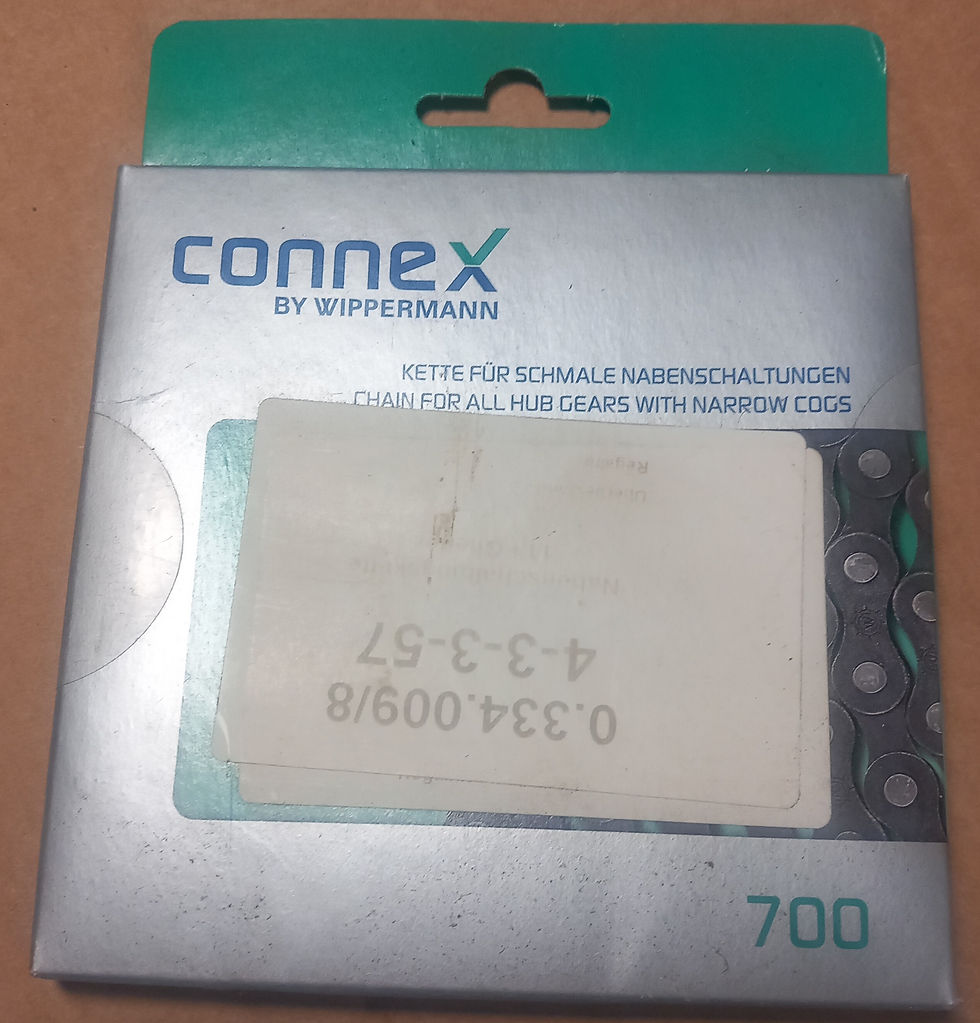 connex
BY WIPPERMANN
KETTE FÜR SCHMALE NABENSCHALTUNGEN
CHAIN FOR ALL HUB GEARS WITH NARROW COGS
0.334.009/8
4-3-3-57
700